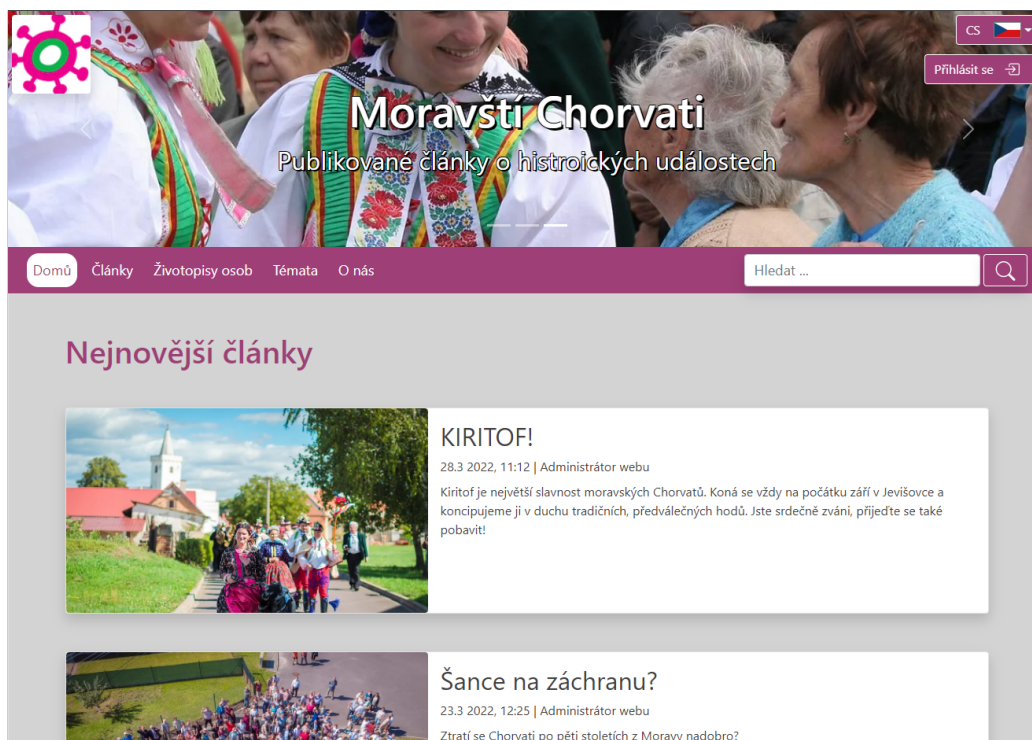 CS
Přihlásit se
Moravští Chorvati
Publikované články o histroických událostech
Domů Články Životopisy osob Témata O nás Hledat ...
Nejnovější články
KIRITOF!
28.3 2022, 11:12 | Administrátor webu
Kiritof je největší slavnost moravských Chorvatů. Koná se vždy na počátku září v Jevišovce a
koncipujeme ji v duchu tradičních, předválečných hodů. Jste srdečně zváni, přijeďte se také
pobavit!
Šance na záchranu?
23.3 2022, 12:25 | Administrátor webu
Ztratí se Chorvati po pěti stoletích z Moravy nadobro?